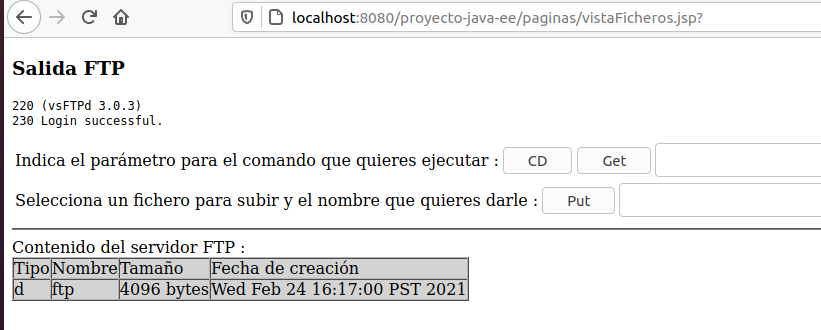 localhost:8080/proyecto-java-ee/paginas/vistaFicheros.jsp?
Salida FTP
220 (vsFTPd 3.0.3)
230 Login successful.
Indica el parámetro para el comando que quieres ejecutar : CD Get
Selecciona un fichero para subir y el nombre que quieres darle : Put
Contenido del servidor FTP :
Tipo Nombre Tamaño Fecha de creación
d ftp 4096 bytes Wed Feb 24 16:17:00 PST 2021